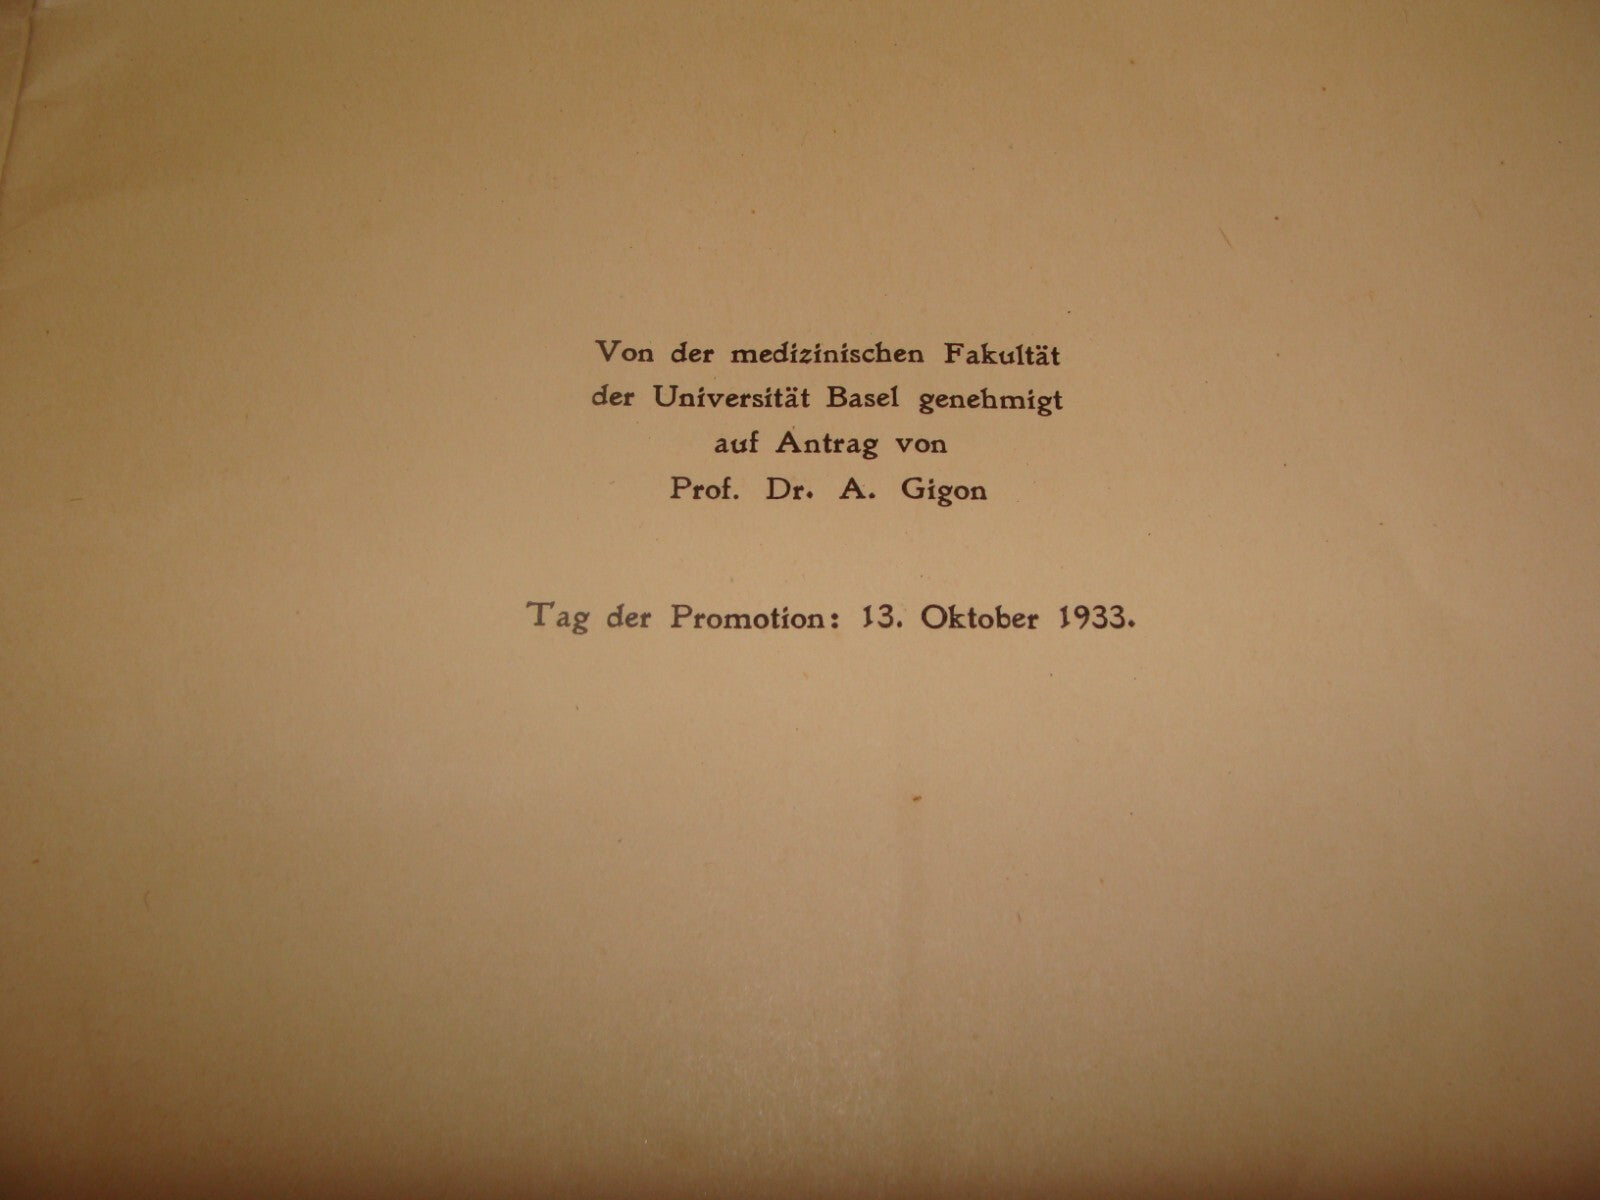 Von der medizinischen Fakultät
der Universität Basel genehmigt
auf Antrag von
Prof. Dr. A. Gigon
Tag der Promotion: 13. Oktober 1933.